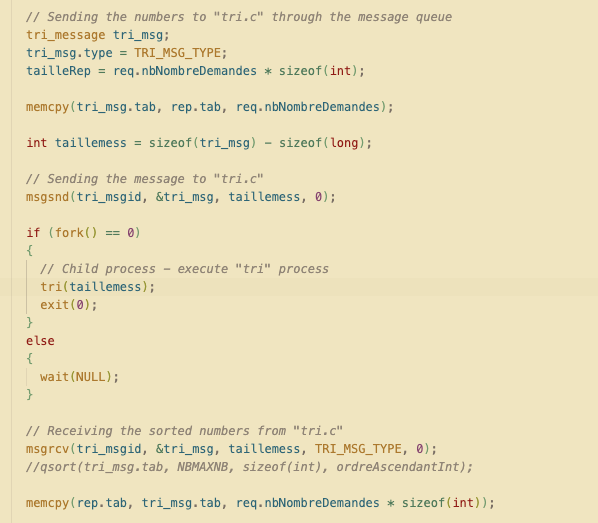 // Sending the numbers to "tri.c" through the message queue
tri_message tri_msg;
tri_msg.type = TRI_MSG_TYPE;
tailleRep = req.nbNombreDemandes * sizeof(int);
memcpy(tri_msg.tab, rep.tab, req.nbNombreDemandes);
int taillemess = sizeof(tri_msg) - sizeof(long);
// Sending the message to "tri.c"
msgsnd(tri_msgid, &tri_msg, taillemess, 0);
if (fork() == 0)
{
// Child process - execute "tri" process
tri(taillemess);
exit(0);
}
else
{
wait(NULL);
}
// Receiving the sorted numbers from "tri.c"
msgrcv(tri_msgid, &tri_msg, taillemess, TRI_MSG_TYPE, 0);
//qsort(tri_msg.tab, NBMAXNB, sizeof(int), ordreAscendantInt);
memcpy(rep.tab, tri_msg.tab, req.nbNombreDemandes * sizeof(int));